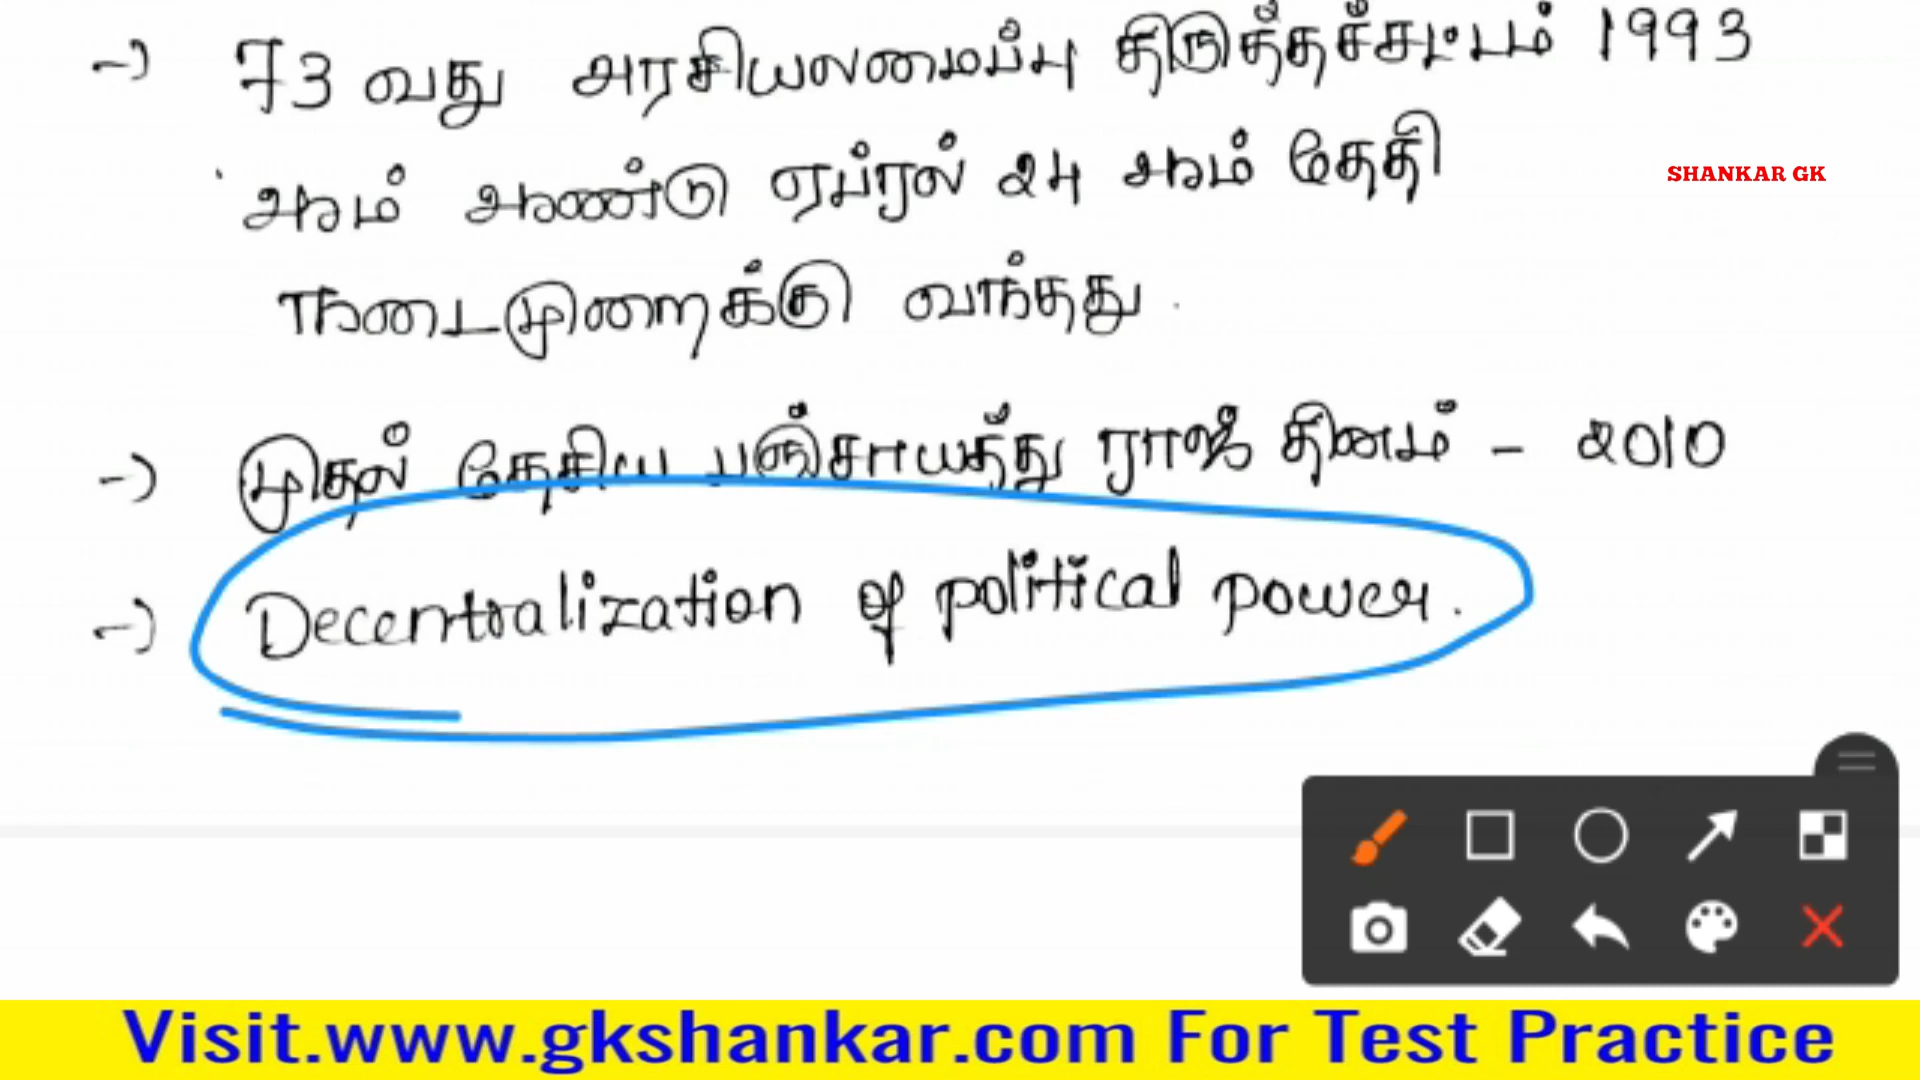 → 73 வது அரசியலமைப்பு திருத்தச்சட்டம் 1993
ஆம் ஆண்டு ஏப்ரல் 24 ஆம் தேதி
SHANKAR GK
நடைமுறைக்கு வந்தது.
→ முதல் தேசிய பஞ்சாயத்து ராஜ் தினம் - 2010
→ Decentralization of political power.
Visit.www.gkshankar.com For Test Practice